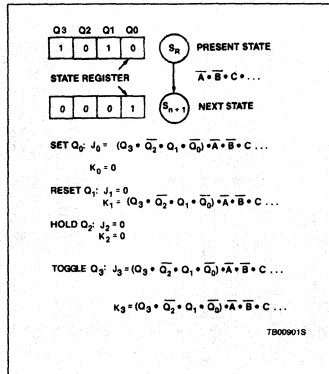 Q3 Q2 Q1 Q0
1 0 1 0
S_R PRESENT STATE
STATE REGISTER
A̅ • B̅ • C • . . .
0 0 0 1
S_{n + 1} NEXT STATE
SET Q₀: J₀ = (Q₃ • Q̅₂ • Q₁ • Q̅₀) • A̅ • B̅ • C . . .
K₀ = 0
RESET Q₁: J₁ = 0
K₁ = (Q₃ • Q̅₂ • Q₁ • Q̅₀) • A̅ • B̅ • C . . .
HOLD Q₂: J₂ = 0
K₂ = 0
TOGGLE Q₃: J₃ = (Q₃ • Q̅₂ • Q₁ • Q̅₀) • A̅ • B̅ • C . . .
K₃ = (Q₃ • Q̅₂ • Q₁ • Q̅₀) • A̅ • B̅ • C . . .
TB00901S